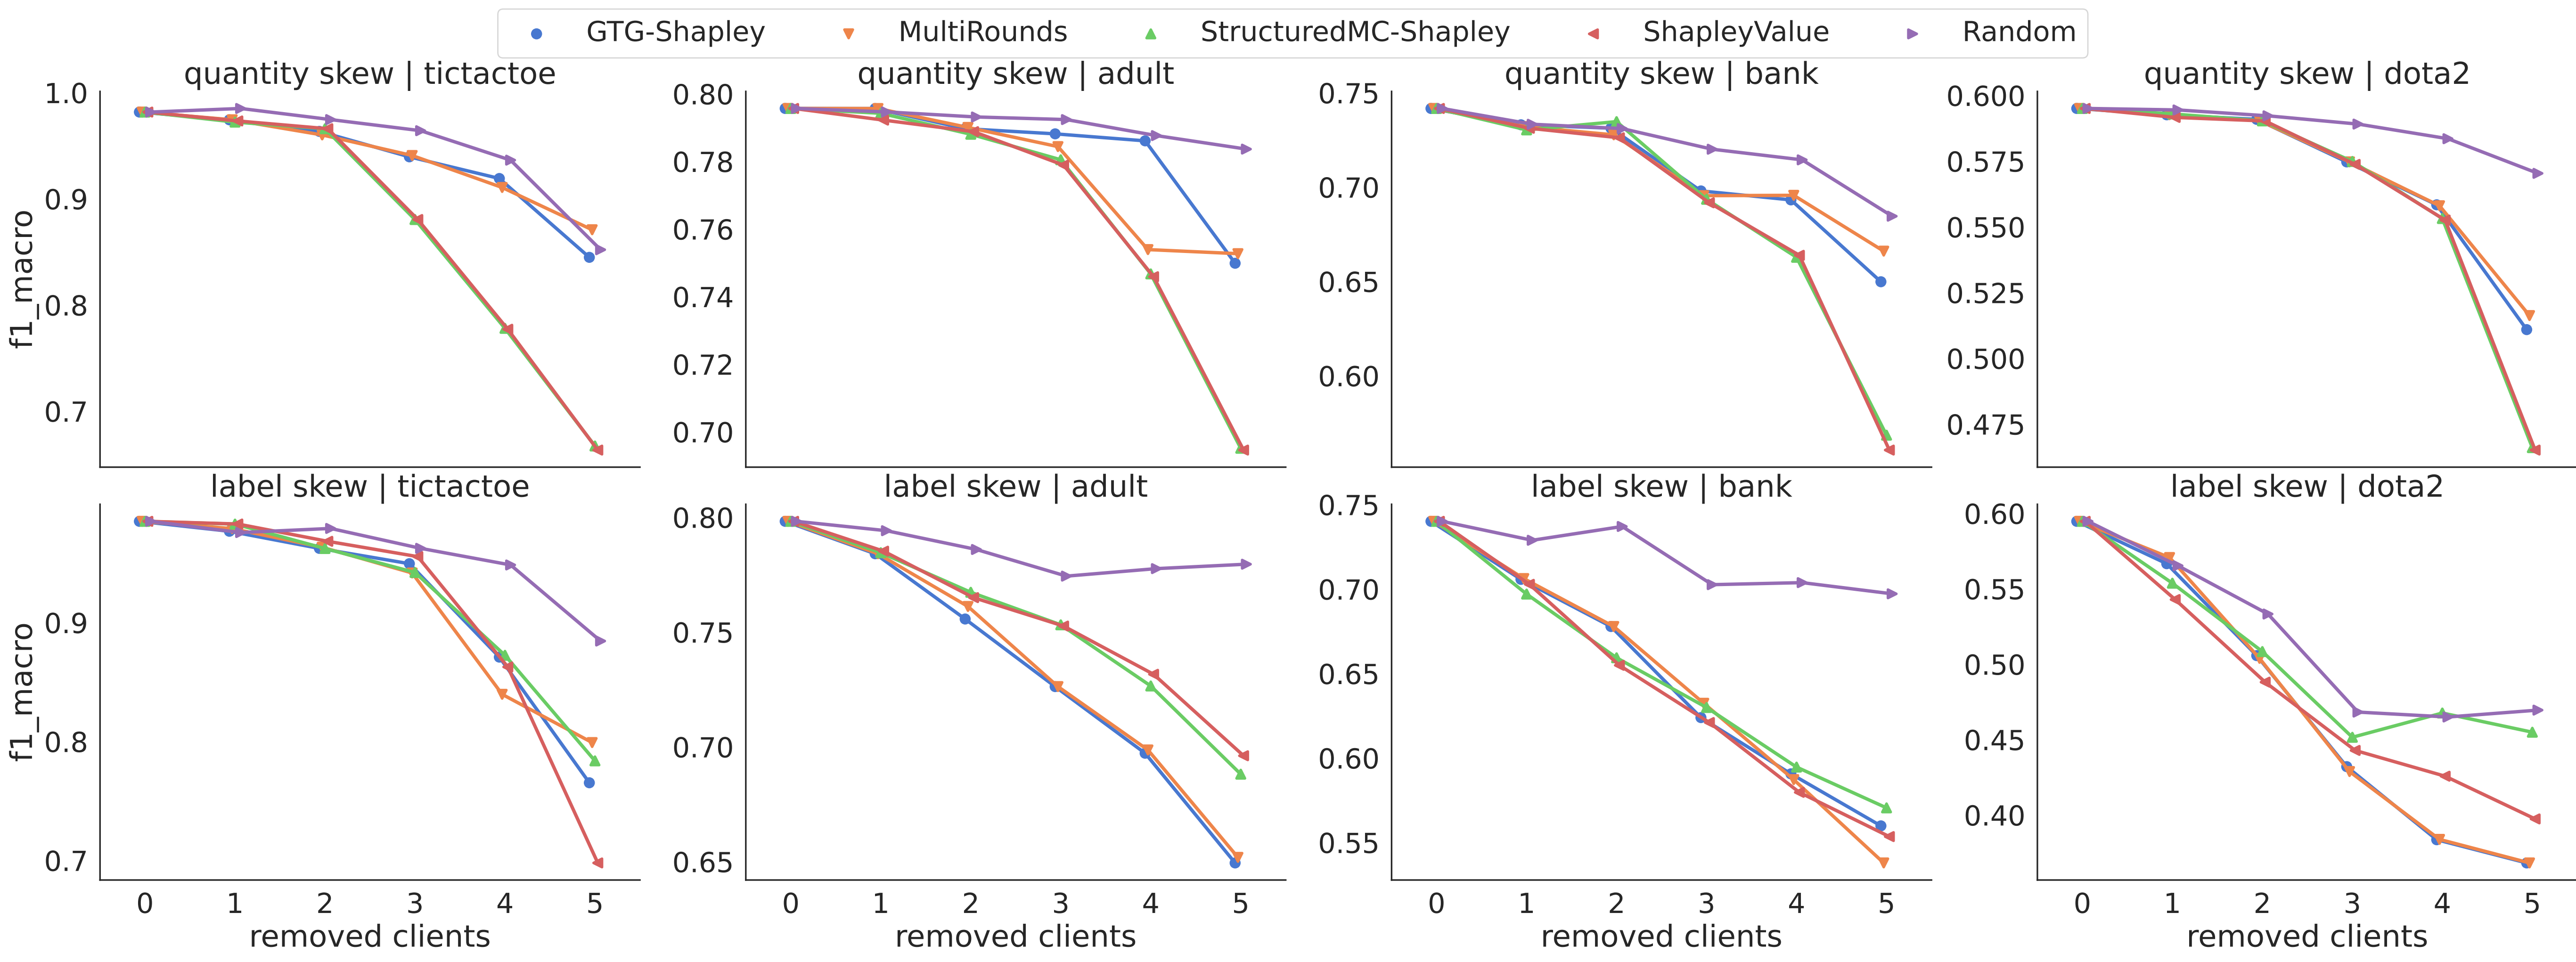 GTG-Shapley MultiRounds StructuredMC-Shapley ShapleyValue Random
quantity skew | tictactoe quantity skew | adult quantity skew | bank quantity skew | dota2
1.0 0.80 0.75 0.600
0.78 0.575
0.9 0.70
0.76 0.550
f1_macro
0.8 0.74 0.65 0.525
0.72 0.60 0.500
0.7 0.70 0.475
label skew | tictactoe label skew | adult label skew | bank label skew | dota2
0.80 0.75 0.60
0.9 0.75 0.70 0.55
f1_macro
0.65 0.50
0.8 0.70 0.60 0.45
0.7 0.65 0.55 0.40
0 1 2 3 4 5 0 1 2 3 4 5 0 1 2 3 4 5 0 1 2 3 4 5
removed clients removed clients removed clients removed clients